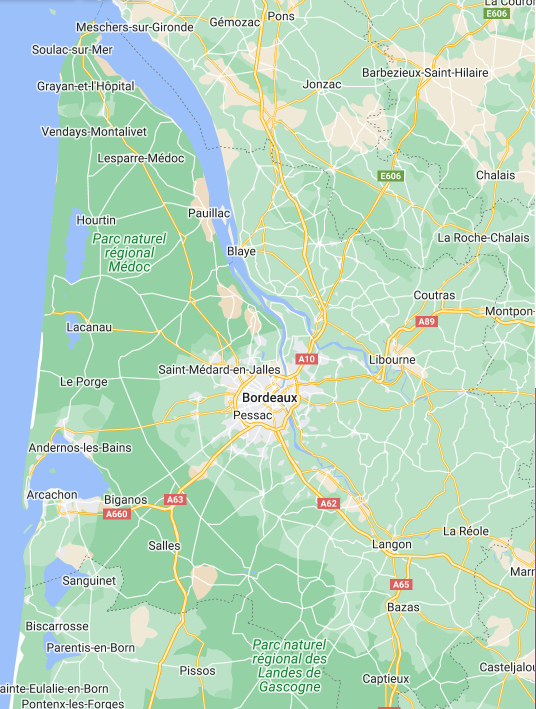 La Couron
Pons
E606
Gémozac
Meschers-sur-Gironde
Soulac-sur-Mer
Barbezieux-Saint-Hilaire
Jonzac
Grayan-et-l'Hôpital
Vendays-Montalivet
Lesparre-Médoc
E606
Chalais
Pauillac
Hourtin
Parc naturel
régional
Médoc
La Roche-Chalais
Blaye
Coutras
Montpon-
A89
Lacanau
A10
Libourne
Saint-Médard-en-Jalles
Le Porge
Bordeaux
Pessac
Andernos-les-Bains
Arcachon
Biganos
A63
A62
A660
La Réole
Salles
Langon
Marm
Sanguinet
A65
Bazas
Biscarrosse
Parentis-en-Born
Parc naturel
régional des
Landes de
Gascogne
Casteljalou
Pissos
Captieux
ainte-Eulalie-en-Born
Pontenx-les-Forges